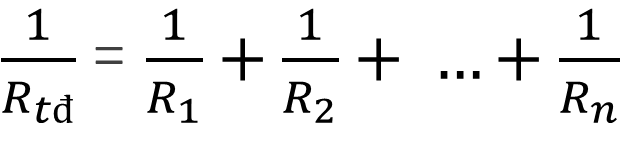 1/R_tđ = 1/R_1 + 1/R_2 + ... + 1/R_n